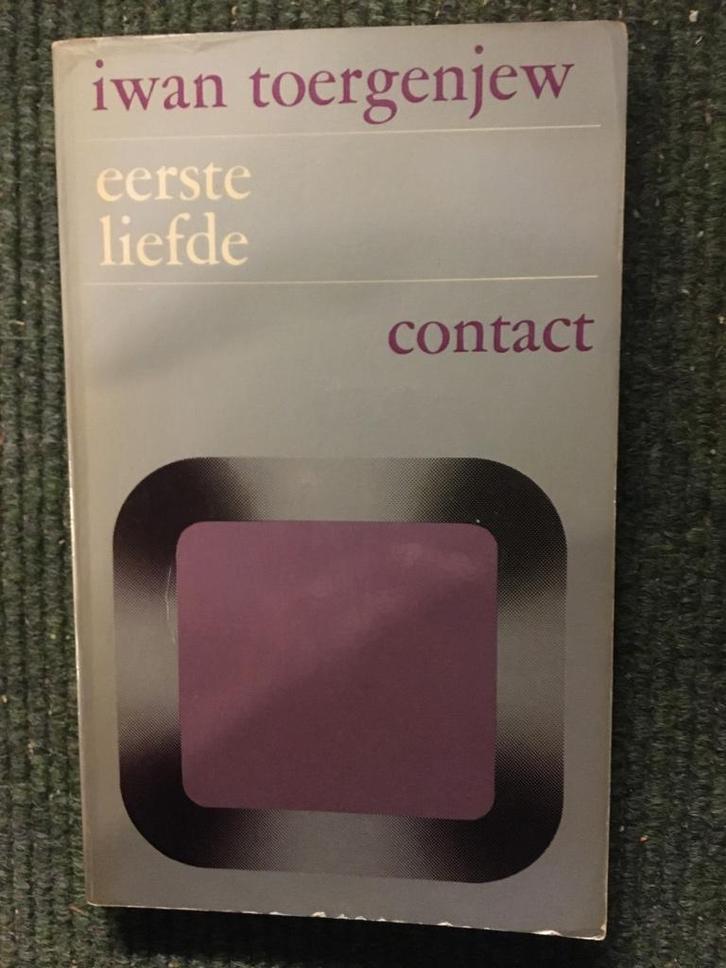 iwan toergenjew
eerste
liefde
contact